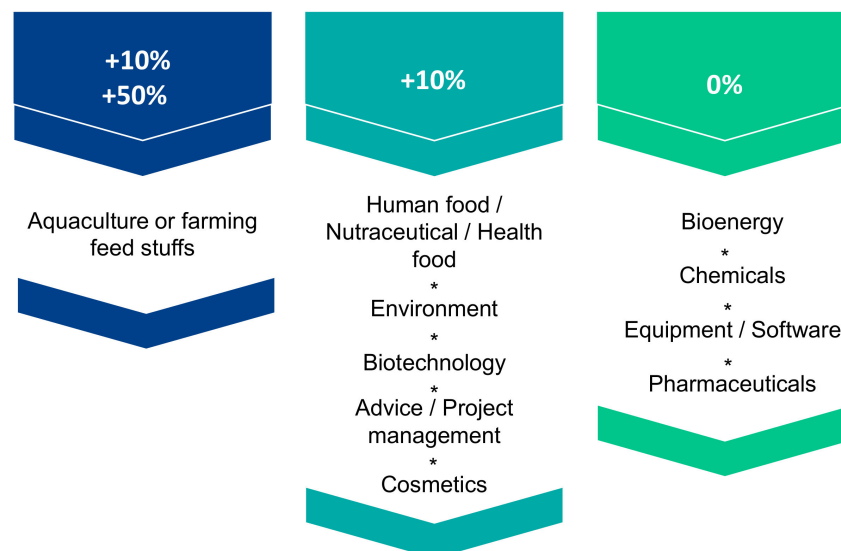 +10%
+50%
Aquaculture or farming
feed stuffs
+10%
Human food /
Nutraceutical / Health
food
*
Environment
*
Biotechnology
*
Advice / Project
management
*
Cosmetics
0%
Bioenergy
*
Chemicals
*
Equipment / Software
*
Pharmaceuticals